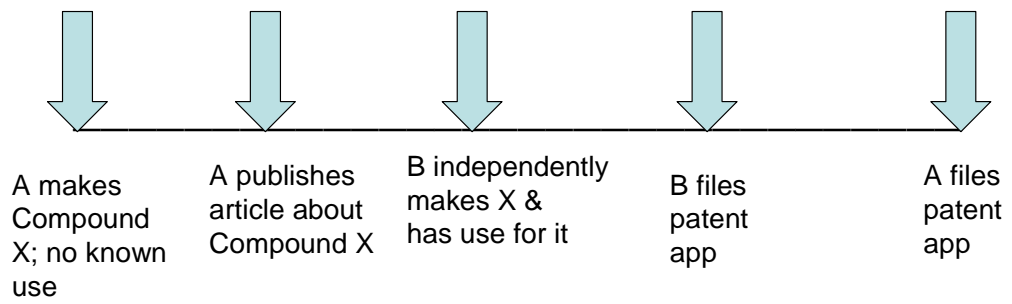 A makes
Compound
X; no known
use
A publishes
article about
Compound X
B independently
makes X &
has use for it
B files
patent
app
A files
patent
app